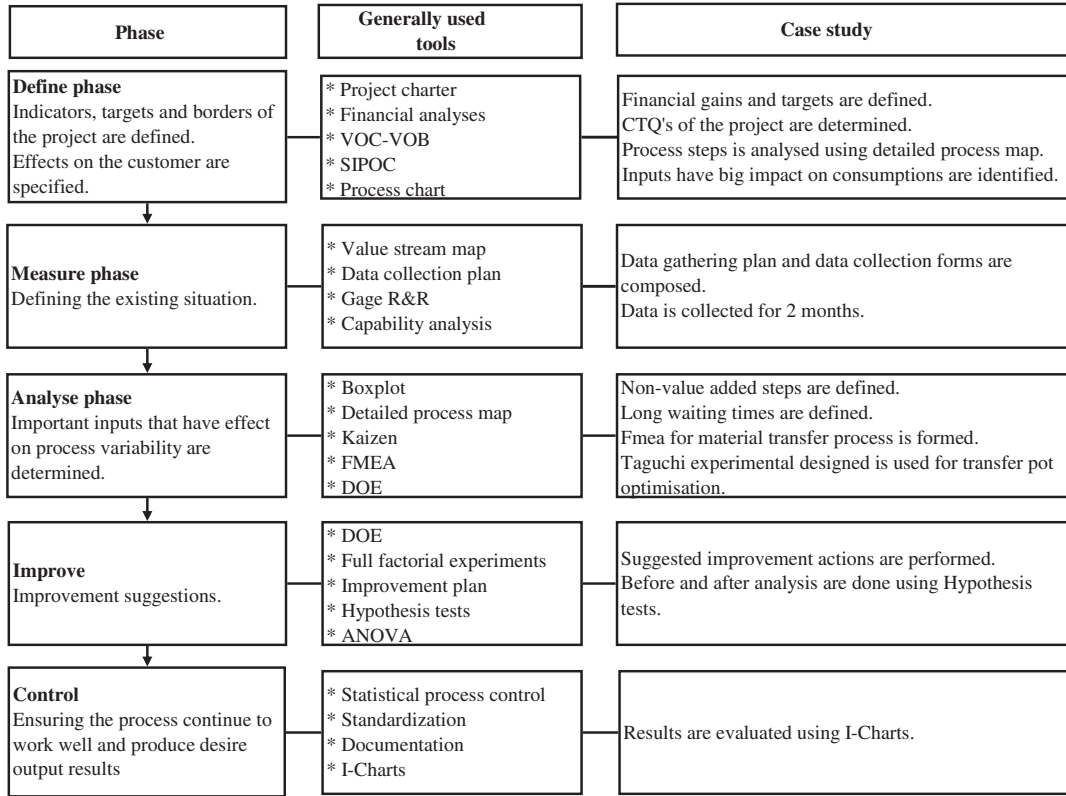 Phase
Generally used
tools
Case study
Define phase
Indicators, targets and borders of
the project are defined.
Effects on the customer are
specified.
* Project charter
* Financial analyses
* VOC-VOB
* SIPOC
* Process chart
Financial gains and targets are defined.
CTQ's of the project are determined.
Process steps is analysed using detailed process map.
Inputs have big impact on consumptions are identified.
Measure phase
Defining the existing situation.
* Value stream map
* Data collection plan
* Gage R&R
* Capability analysis
Data gathering plan and data collection forms are
composed.
Data is collected for 2 months.
Analyse phase
Important inputs that have effect
on process variability are
determined.
* Boxplot
* Detailed process map
* Kaizen
* FMEA
* DOE
Non-value added steps are defined.
Long waiting times are defined.
Fmea for material transfer process is formed.
Taguchi experimental designed is used for transfer pot
optimisation.
Improve
Improvement suggestions.
* DOE
* Full factorial experiments
* Improvement plan
* Hypothesis tests
* ANOVA
Suggested improvement actions are performed.
Before and after analysis are done using Hypothesis
tests.
Control
Ensuring the process continue to
work well and produce desire
output results
* Statistical process control
* Standardization
* Documentation
* I-Charts
Results are evaluated using I-Charts.